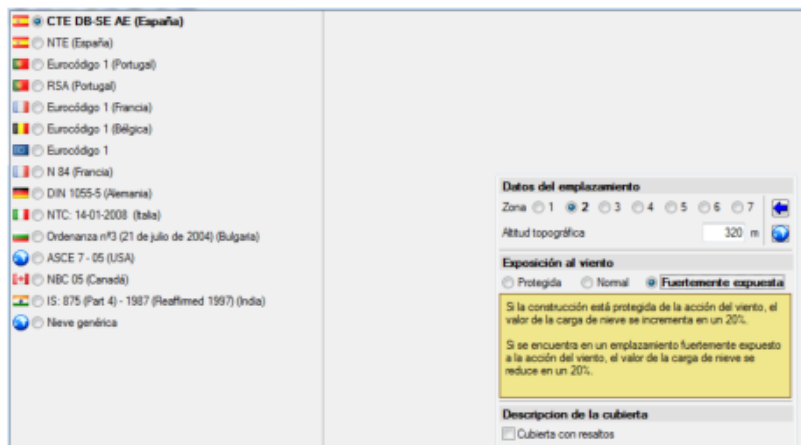 CTE DB-SE AE (España)
NTE (España)
Eurocódigo 1 (Portugal)
RSA (Portugal)
Eurocódigo 1 (Francia)
Eurocódigo 1 (Bélgica)
Eurocódigo 1
N 84 (Francia)
DIN 1055-5 (Alemania)
NTC: 14-01-2008 (Italia)
Ordenanza nº3 (21 de julio de 2004) (Bulgaria)
ASCE 7 - 05 (USA)
NBC 05 (Canadá)
IS: 875 (Part 4) - 1987 (Reaffirmed 1997) (India)
Nieve genérica
Datos del emplazamiento
Zona 1 2 3 4 5 6 7
Altitud topográfica 320 m
Exposición al viento
Protegida Normal Fuertemente expuesta
Si la construcción está protegida de la acción del viento, el
valor de la carga de nieve se incrementa en un 20%.
Si se encuentra en un emplazamiento fuertemente expuesto
a la acción del viento, el valor de la carga de nieve se
reduce en un 20%.
Descripcion de la cubierta
Cubierta con resaltos